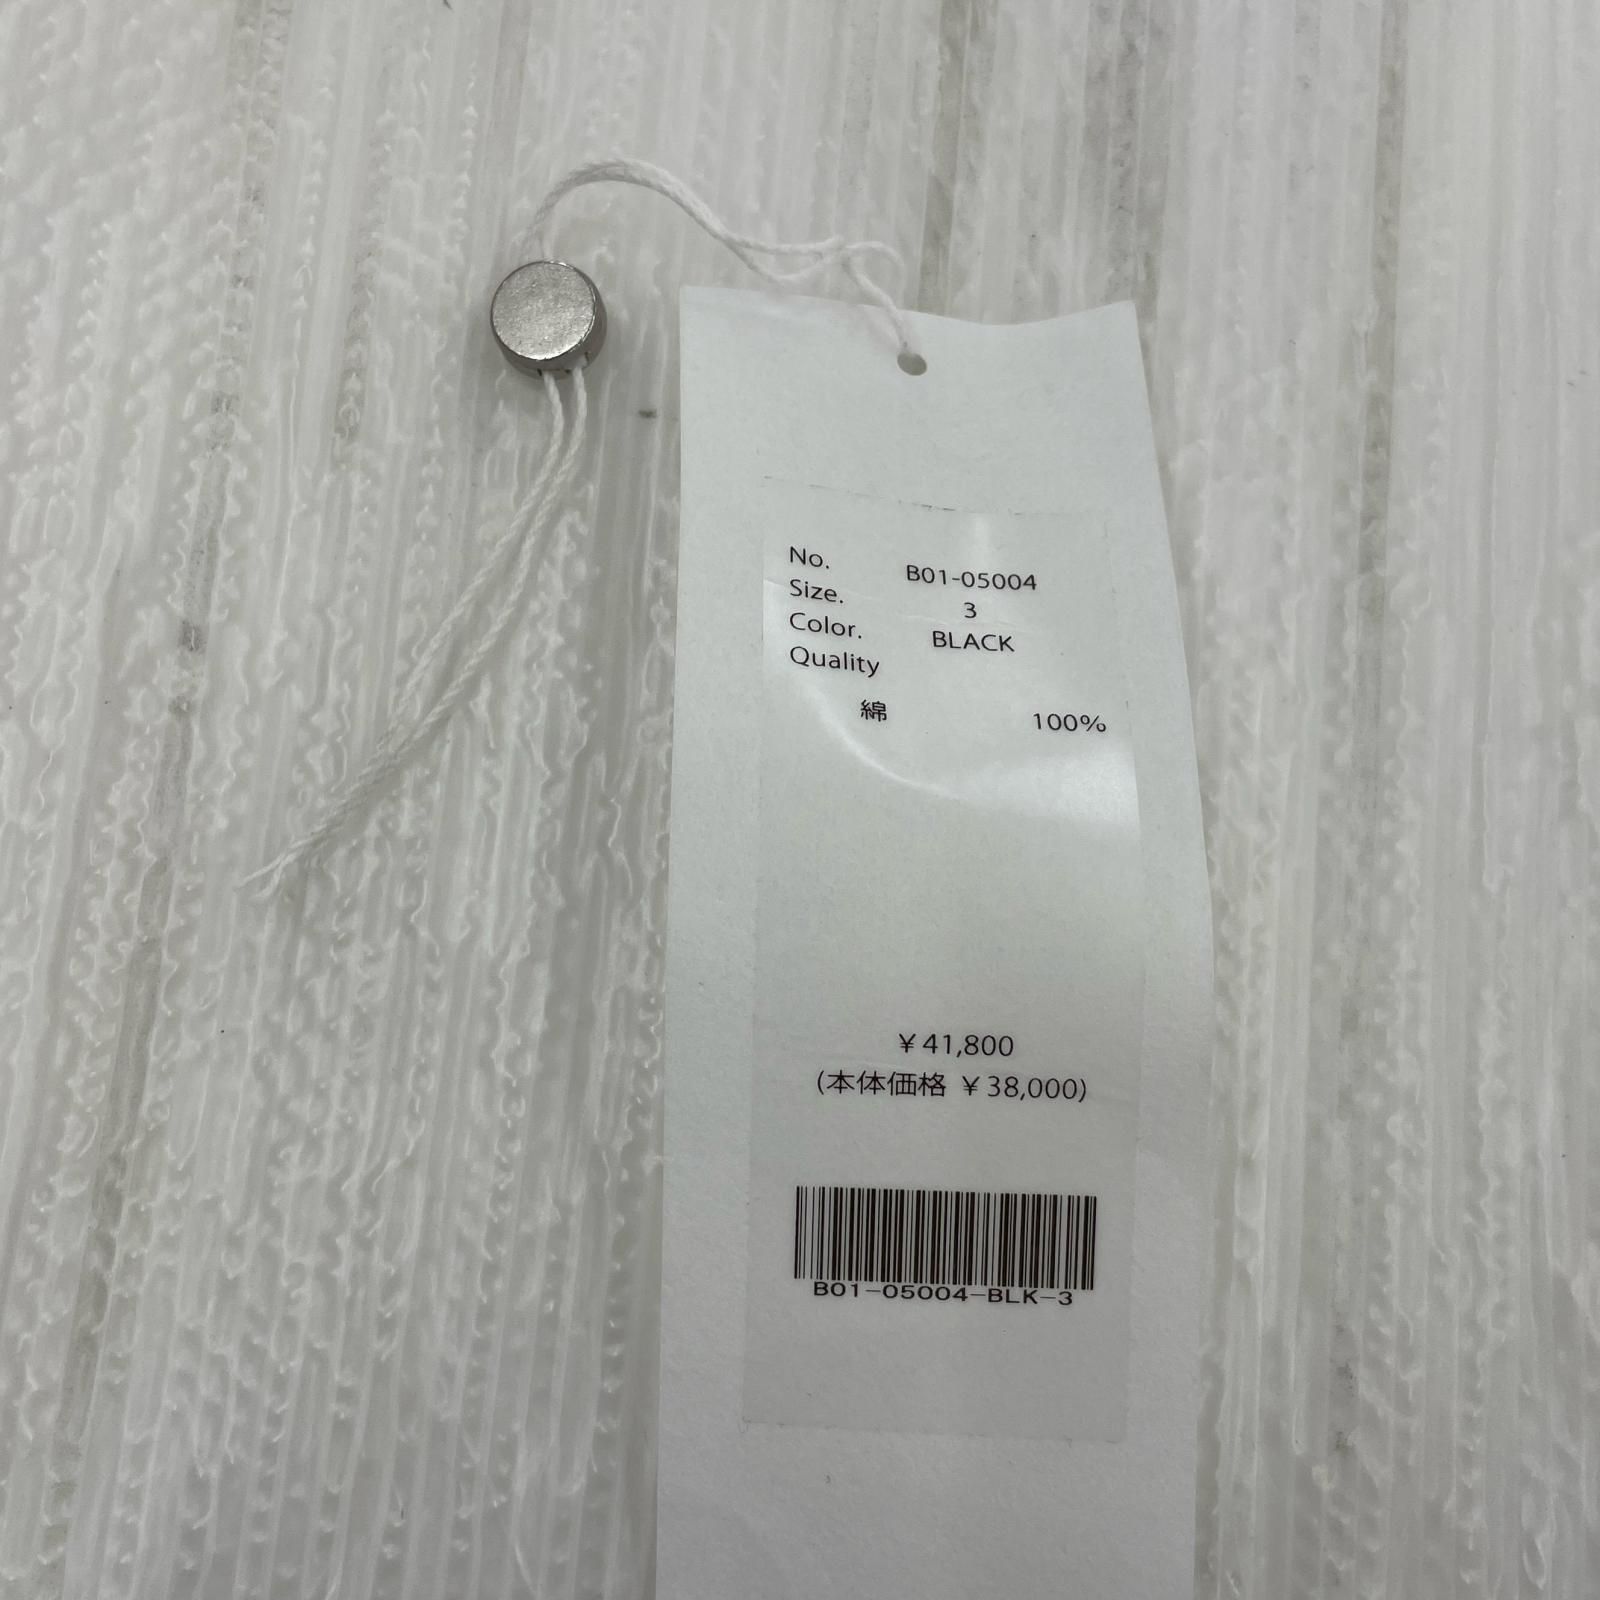 No. B01-05004
Size. 3
Color. BLACK
Quality
綿 100%
¥41,800
(本体価格 ¥38,000)
B01-05004-BLK-3